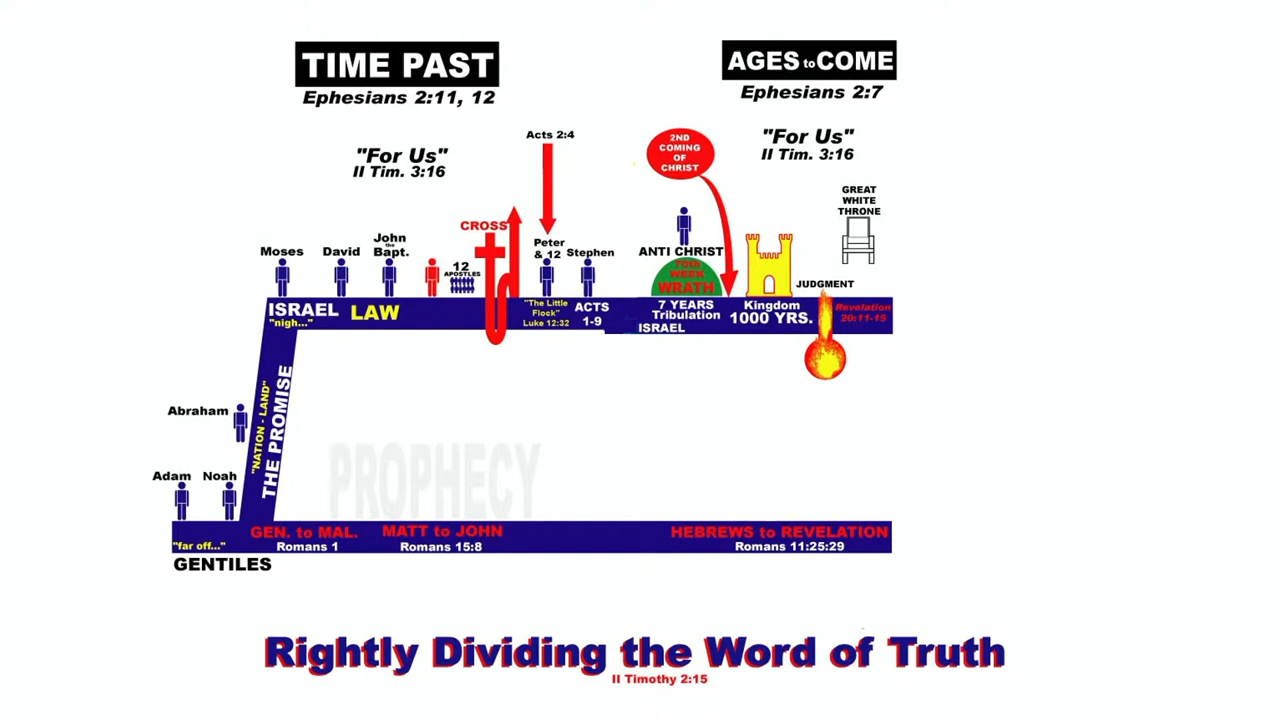 TIME PAST
Ephesians 2:11, 12
AGES to COME
Ephesians 2:7
"For Us"
II Tim. 3:16
Acts 2:4
2ND
COMING
OF
CHRIST
"For Us"
II Tim. 3:16
GREAT
WHITE
THRONE
Moses
David
John
the
Bapt.
12
APOSTLES
CROSS
Peter
& 12
Stephen
ANTI CHRIST
70th
WEEK
WRATH
JUDGMENT
ISRAEL
"nigh..."
LAW
"The Little
Flock"
Luke 12:32
ACTS
1-9
7 YEARS
Tribulation
ISRAEL
Kingdom
1000 YRS.
Revelation
20:11-15
Abraham
"NATION - LAND"
THE PROMISE
Adam
Noah
PROPHECY
"far off..."
GENTILES
GEN. to MAL.
Romans 1
MATT to JOHN
Romans 15:8
HEBREWS to REVELATION
Romans 11:25:29
Rightly Dividing the Word of Truth
II Timothy 2:15